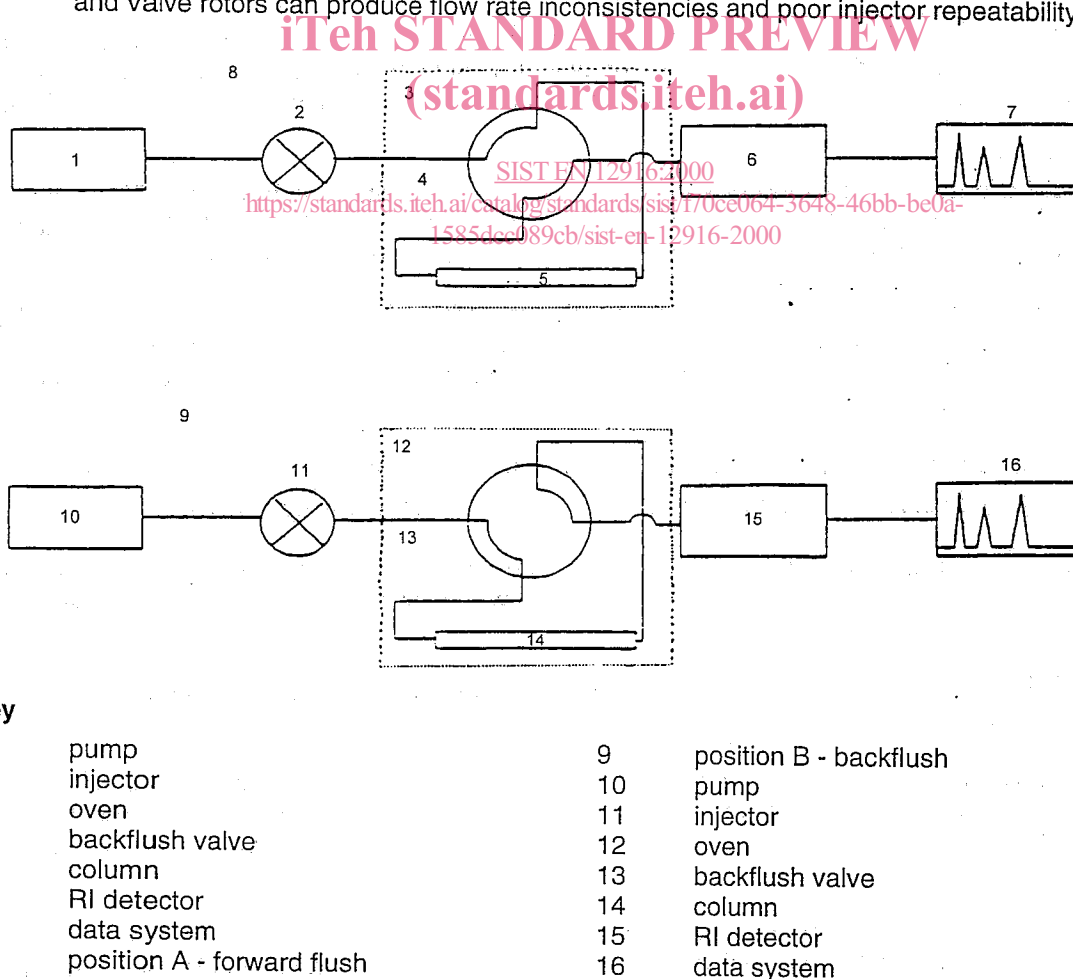 and valve rotors can produce flow rate inconsistencies and poor injector repeatability
iTeh STANDARD PREVIEW
(standards.iteh.ai)
8
3
2
7
1
6
4
SIST EN 12916:2000
https://standards.iteh.ai/catalog/standards/sist/f70ce064-3648-46bb-be0a-
1585dcc089cb/sist-en-12916-2000
5
9
12
11
16
10
15
13
14
ey
pump
injector
oven
backflush valve
column
RI detector
data system
position A - forward flush
9 position B - backflush
10 pump
11 injector
12 oven
13 backflush valve
14 column
15 RI detector
16 data system